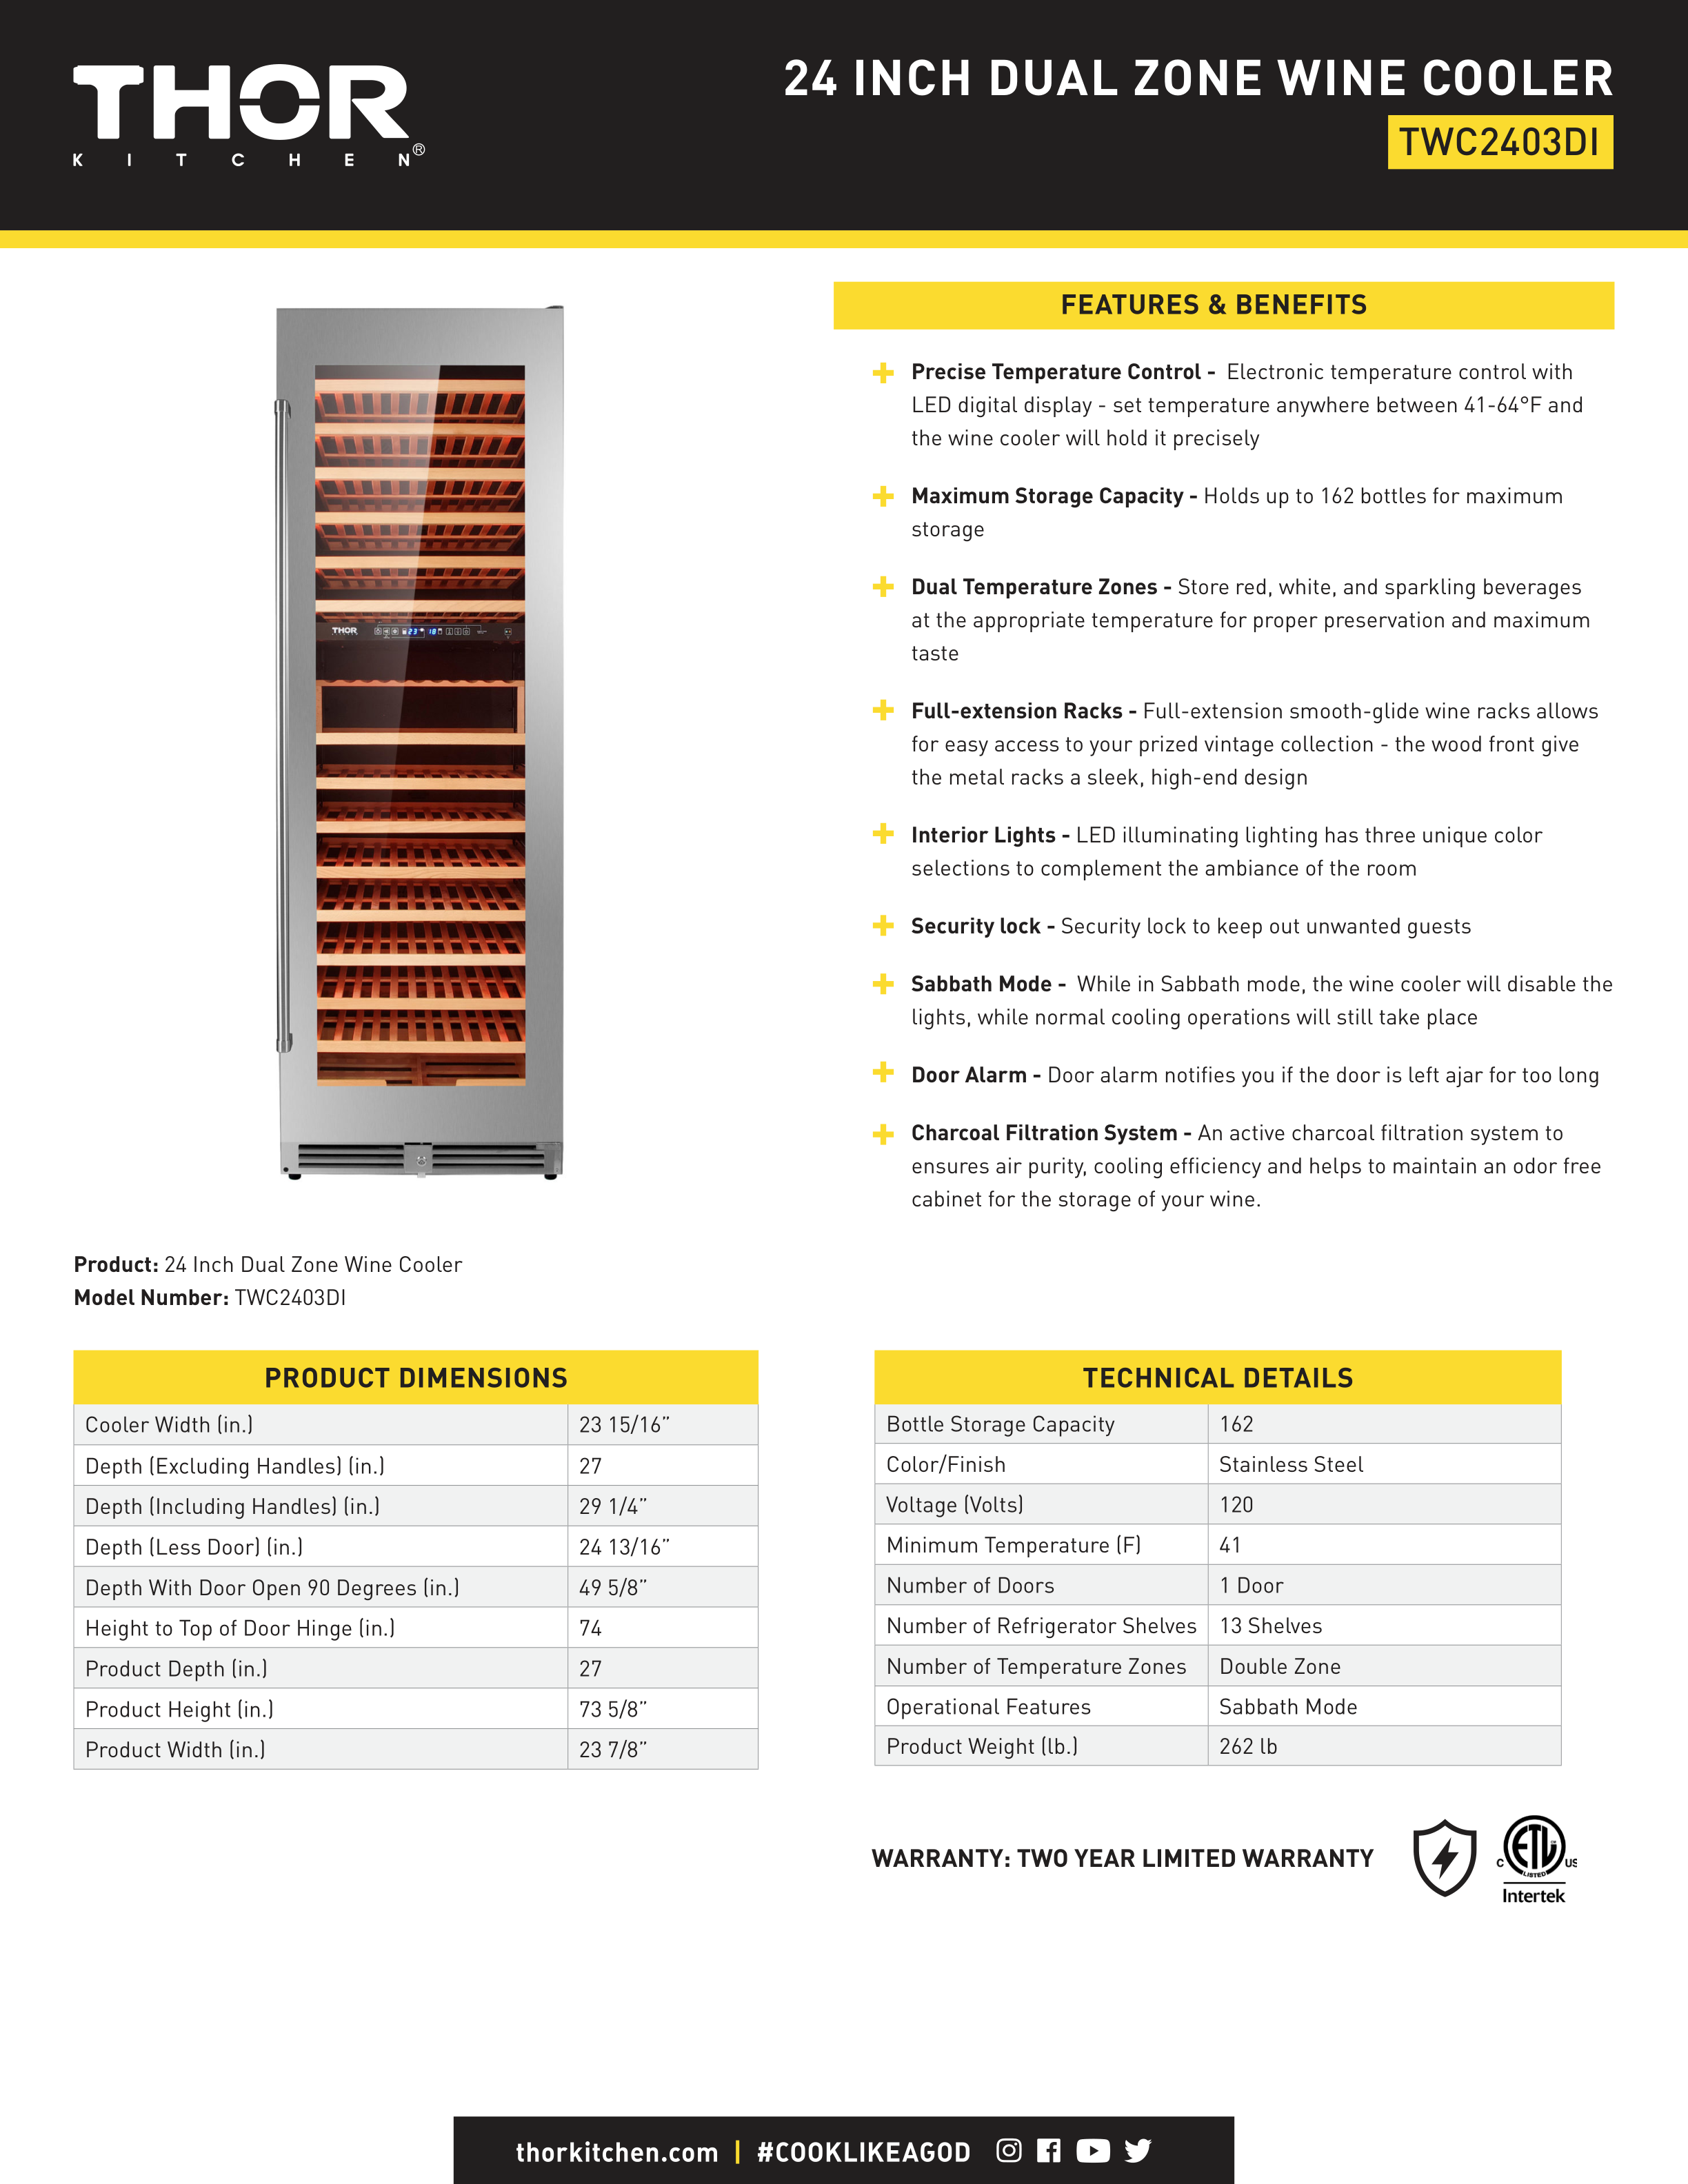 THOR
KITCHEN®
24 INCH DUAL ZONE WINE COOLER
TWC2403DI
THOR
23
18
FEATURES & BENEFITS
Precise Temperature Control -  Electronic temperature control with
LED digital display - set temperature anywhere between 41-64°F and
the wine cooler will hold it precisely
Maximum Storage Capacity - Holds up to 162 bottles for maximum
storage
Dual Temperature Zones - Store red, white, and sparkling beverages
at the appropriate temperature for proper preservation and maximum
taste
Full-extension Racks - Full-extension smooth-glide wine racks allows
for easy access to your prized vintage collection - the wood front give
the metal racks a sleek, high-end design
Interior Lights - LED illuminating lighting has three unique color
selections to complement the ambiance of the room
Security lock - Security lock to keep out unwanted guests
Sabbath Mode -  While in Sabbath mode, the wine cooler will disable the
lights, while normal cooling operations will still take place
Door Alarm - Door alarm notifies you if the door is left ajar for too long
Charcoal Filtration System - An active charcoal filtration system to
ensures air purity, cooling efficiency and helps to maintain an odor free
cabinet for the storage of your wine.
Product: 24 Inch Dual Zone Wine Cooler
Model Number: TWC2403DI
PRODUCT DIMENSIONS
Cooler Width (in.) 23 15/16”
Depth (Excluding Handles) (in.) 27
Depth (Including Handles) (in.) 29 1/4”
Depth (Less Door) (in.) 24 13/16”
Depth With Door Open 90 Degrees (in.) 49 5/8”
Height to Top of Door Hinge (in.) 74
Product Depth (in.) 27
Product Height (in.) 73 5/8”
Product Width (in.) 23 7/8”
TECHNICAL DETAILS
Bottle Storage Capacity 162
Color/Finish Stainless Steel
Voltage (Volts) 120
Minimum Temperature (F) 41
Number of Doors 1 Door
Number of Refrigerator Shelves 13 Shelves
Number of Temperature Zones Double Zone
Operational Features Sabbath Mode
Product Weight (lb.) 262 lb
WARRANTY: TWO YEAR LIMITED WARRANTY
ETL
C US
LISTED
Intertek
thorkitchen.com | #COOKLIKEAGOD